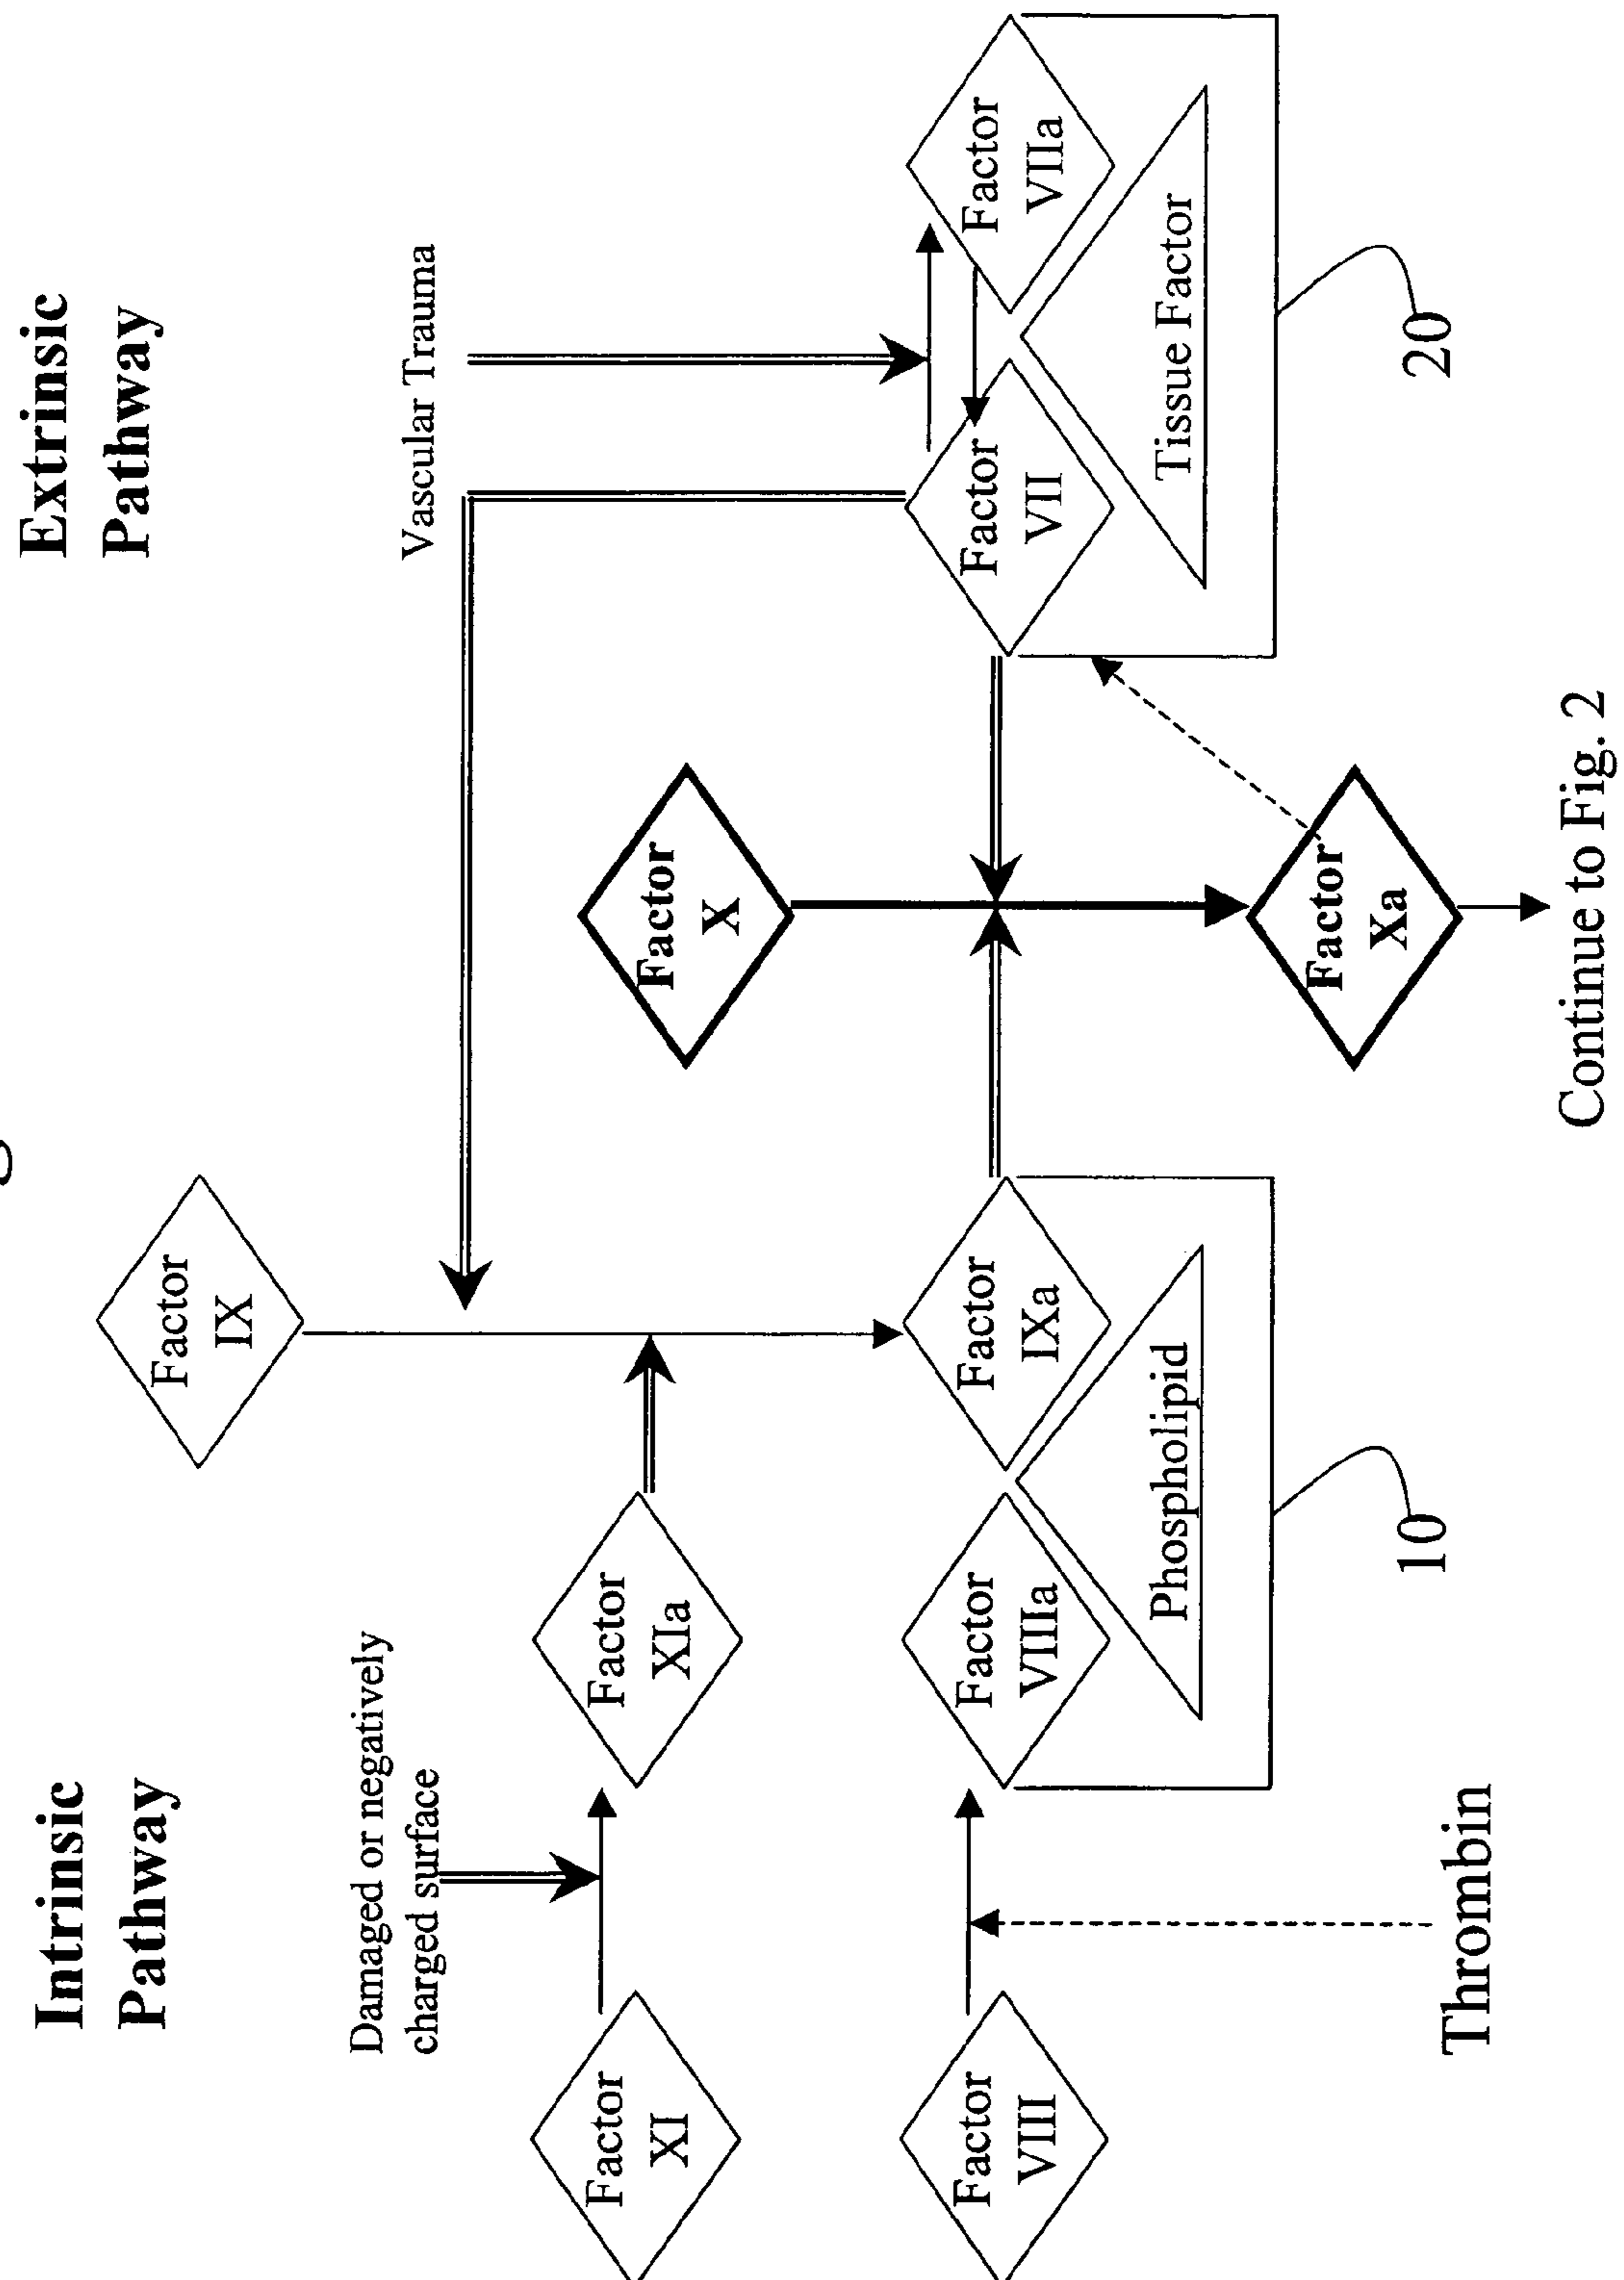 Intrinsic
Pathway
Extrinsic
Pathway
Factor
IX
Damaged or negatively
charged surface
Vascular Trauma
Factor
XI
Factor
XIa
Factor
X
Factor
VIII
Factor
VIIIa
Factor
IXa
Phospholipid
Factor
VII
Factor
VIIa
Tissue Factor
Thrombin
10
Factor
Xa
20
Continue to Fig. 2